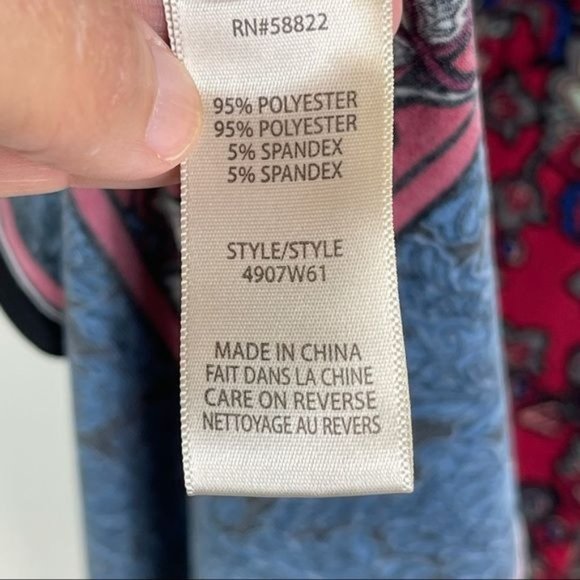 RN#58822
95% POLYESTER
95% POLYESTER
5% SPANDEX
5% SPANDEX
STYLE/STYLE
4907W61
MADE IN CHINA
FAIT DANS LA CHINE
CARE ON REVERSE
NETTOYAGE AU REVERS